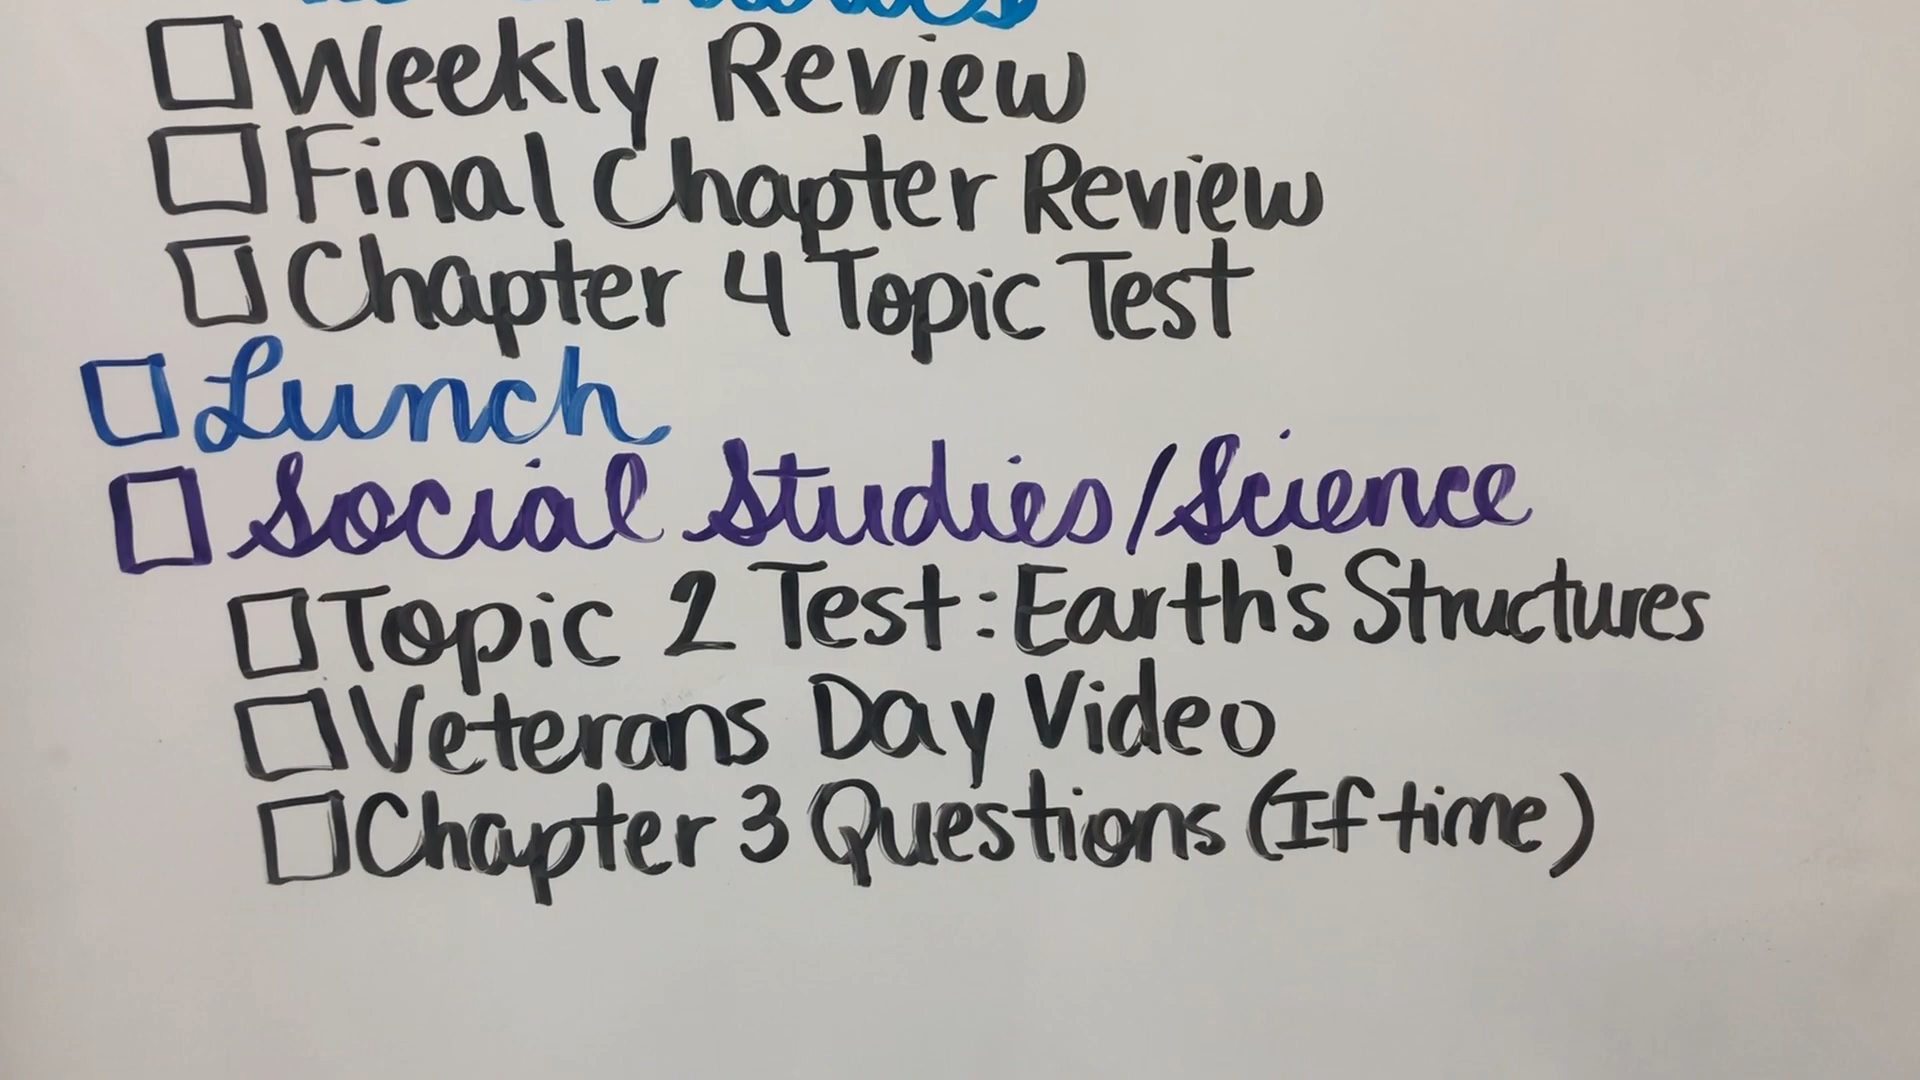 Weekly Review
Final Chapter Review
Chapter 4 Topic Test
Lunch
Social Studies/Science
Topic 2 Test: Earth's Structures
Veterans Day Video
Chapter 3 Questions (If time)